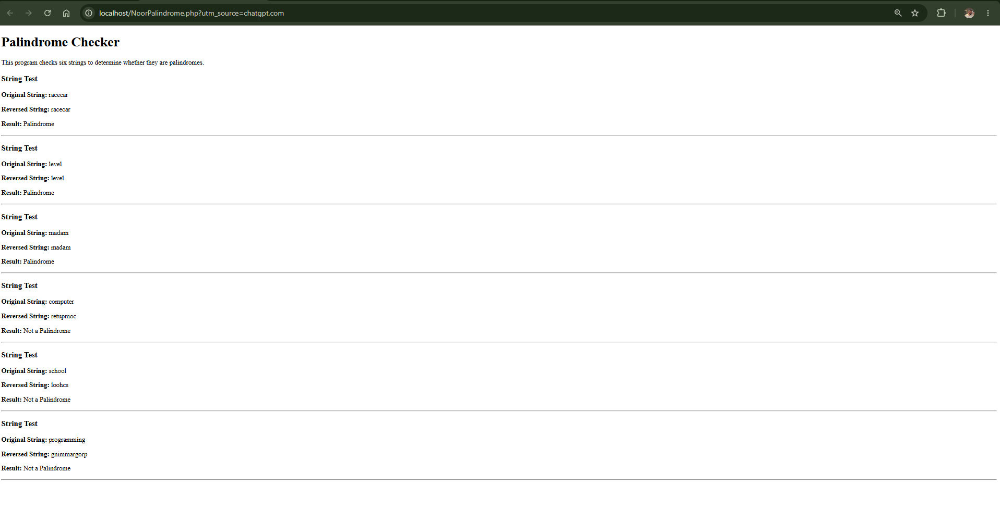 localhost/NoorPalindrome.php?utm_source=chatgpt.com
Palindrome Checker
This program checks six strings to determine whether they are palindromes.
String Test
Original String: racecar
Reversed String: racecar
Result: Palindrome
String Test
Original String: level
Reversed String: level
Result: Palindrome
String Test
Original String: madam
Reversed String: madam
Result: Palindrome
String Test
Original String: computer
Reversed String: retupmoc
Result: Not a Palindrome
String Test
Original String: school
Reversed String: loohcs
Result: Not a Palindrome
String Test
Original String: programming
Reversed String: gnimmargorp
Result: Not a Palindrome